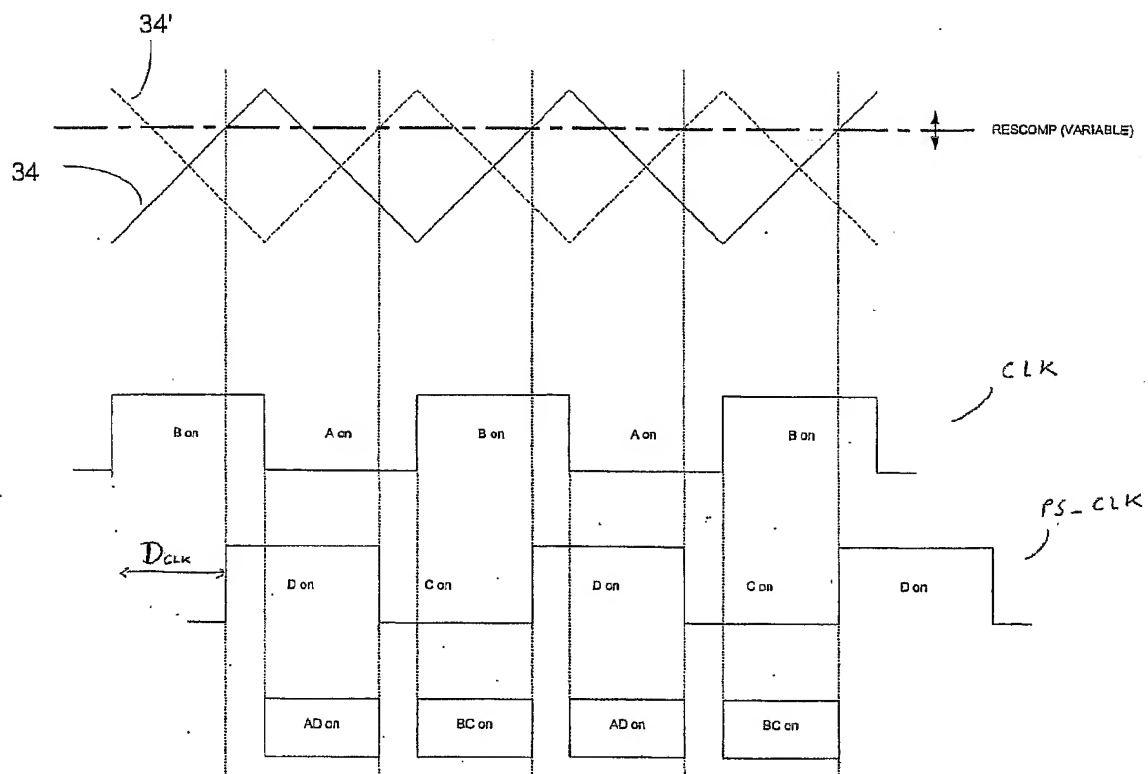 34'
RESCOMP (VARIABLE)
34
CLK
B on A on B on A on B on
PS_CLK
DCLK
D on C on D on C on D on
AD on BC on AD on BC on